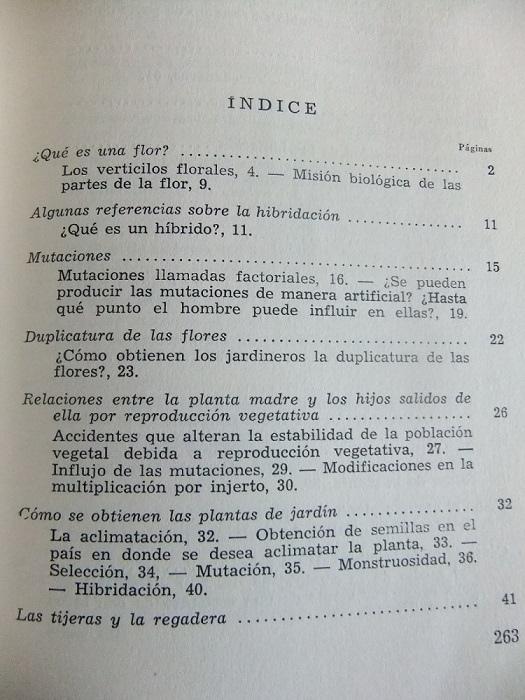 ÍNDICE
Páginas
¿Qué es una flor? .............................. 2
Los verticilos florales, 4. — Misión biológica de las
partes de la flor, 9.
Algunas referencias sobre la hibridación ............... 11
¿Qué es un híbrido?, 11.
Mutaciones ........................................ 15
Mutaciones llamadas factoriales, 16. — ¿Se pueden
producir las mutaciones de manera artificial? ¿Hasta
qué punto el hombre puede influir en ellas?, 19.
Duplicatura de las flores ........................... 22
¿Cómo obtienen los jardineros la duplicatura de las
flores?, 23.
Relaciones entre la planta madre y los hijos salidos de
ella por reproducción vegetativa .................. 26
Accidentes que alteran la estabilidad de la población
vegetal debida a reproducción vegetativa, 27. —
Influjo de las mutaciones, 29. — Modificaciones en la
multiplicación por injerto, 30.
Cómo se obtienen las plantas de jardín ................ 32
La aclimatación, 32. — Obtención de semillas en el
país en donde se desea aclimatar la planta, 33. —
Selección, 34, — Mutación, 35. — Monstruosidad, 36.
— Hibridación, 40.
Las tijeras y la regadera ........................... 41
263